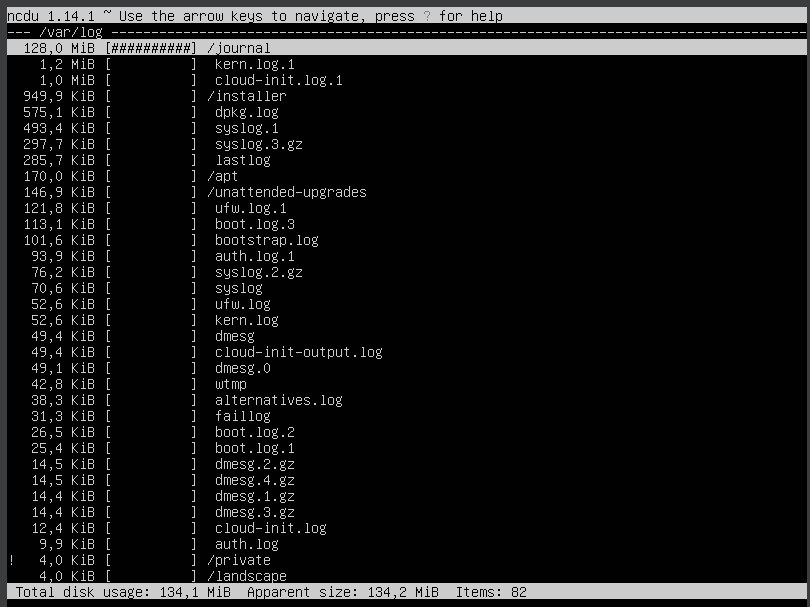 ncdu 1.14.1 ~ Use the arrow keys to navigate, press ? for help
--- /var/log ----------------------------------------------------------------------------------------
  128,0 MiB [##########] /journal
    1,2 MiB [          ]  kern.log.1
    1,0 MiB [          ]  cloud-init.log.1
  949,9 KiB [          ] /installer
  575,1 KiB [          ]  dpkg.log
  493,4 KiB [          ]  syslog.1
  297,7 KiB [          ]  syslog.3.gz
  285,7 KiB [          ]  lastlog
  170,0 KiB [          ] /apt
  146,9 KiB [          ] /unattended-upgrades
  121,8 KiB [          ]  ufw.log.1
  113,1 KiB [          ]  boot.log.3
  101,6 KiB [          ]  bootstrap.log
   93,9 KiB [          ]  auth.log.1
   76,2 KiB [          ]  syslog.2.gz
   70,6 KiB [          ]  syslog
   52,6 KiB [          ]  ufw.log
   52,6 KiB [          ]  kern.log
   49,4 KiB [          ]  dmesg
   49,4 KiB [          ]  cloud-init-output.log
   49,1 KiB [          ]  dmesg.0
   42,8 KiB [          ]  wtmp
   38,3 KiB [          ]  alternatives.log
   31,3 KiB [          ]  faillog
   26,5 KiB [          ]  boot.log.2
   25,4 KiB [          ]  boot.log.1
   14,5 KiB [          ]  dmesg.2.gz
   14,5 KiB [          ]  dmesg.4.gz
   14,4 KiB [          ]  dmesg.1.gz
   14,4 KiB [          ]  dmesg.3.gz
   12,4 KiB [          ]  cloud-init.log
    9,9 KiB [          ]  auth.log
!   4,0 KiB [          ] /private
    4,0 KiB [          ] /landscape
 Total disk usage: 134,1 MiB  Apparent size: 134,2 MiB  Items: 82